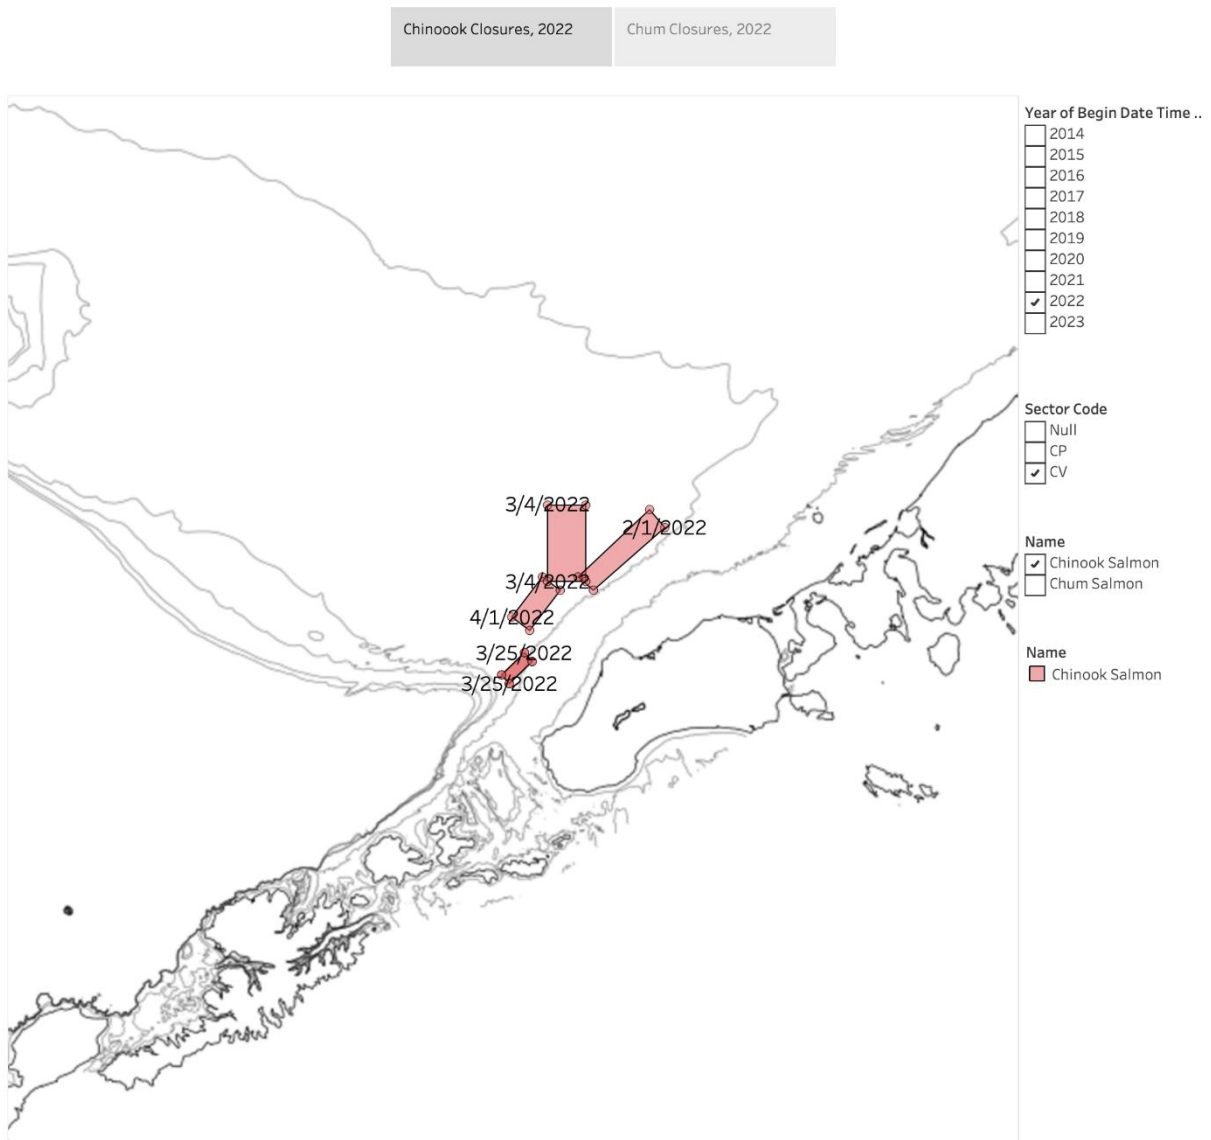 Chinoook Closures, 2022
Chum Closures, 2022
Year of Begin Date Time ..
2014
2015
2016
2017
2018
2019
2020
2021
2022
2023
Sector Code
Null
CP
CV
Name
Chinook Salmon
Chum Salmon
Name
Chinook Salmon
3/4/2022
2/1/2022
3/4/2022
4/1/2022
3/25/2022
3/25/2022